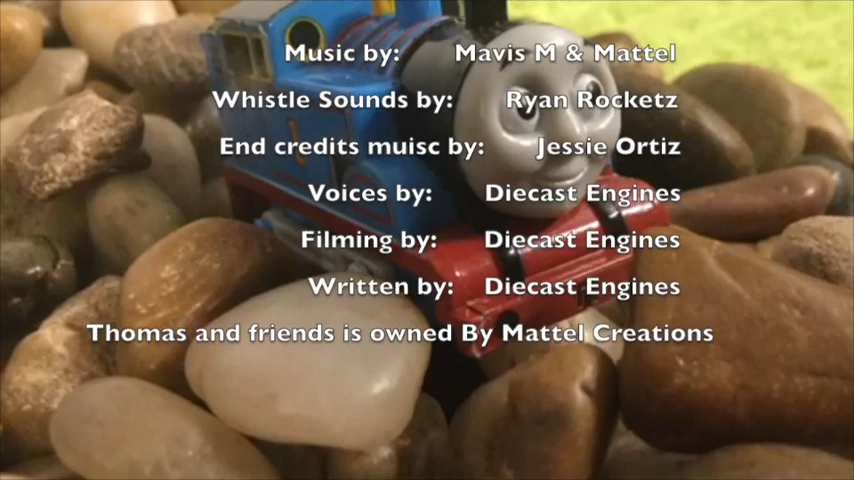 Music by: Mavis M & Mattel
Whistle Sounds by: Ryan Rocketz
End credits muisc by: Jessie Ortiz
Voices by: Diecast Engines
Filming by: Diecast Engines
Written by: Diecast Engines
Thomas and friends is owned By Mattel Creations